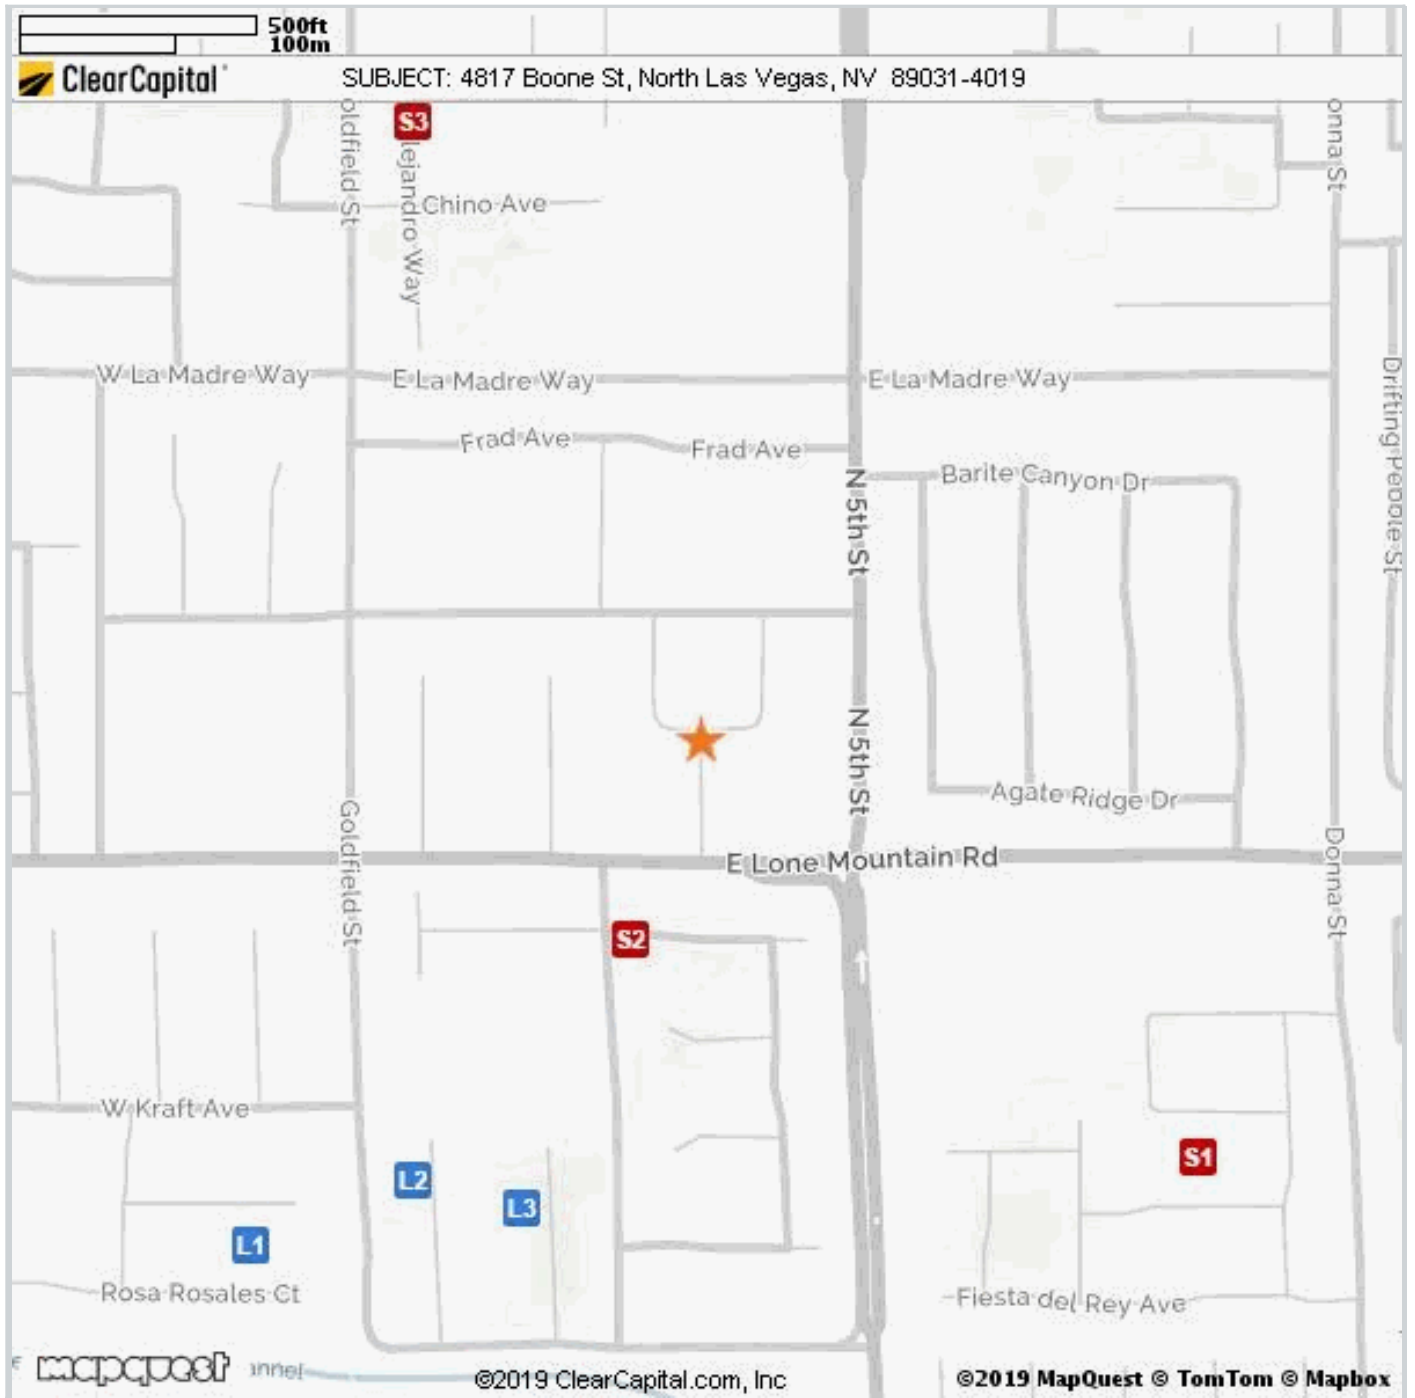 500ft
100m
ClearCapital
SUBJECT: 4817 Boone St, North Las Vegas, NV 89031-4019
oldfield St
S3
lejandro Way
onna St
Chino Ave
W La Madre Way
E La Madre Way
E La Madre Way
Drifting Pebble St
Frad Ave
Frad Ave
Barite Canyon Dr
N 5th St
N 5th St
Agate Ridge Dr
Goldfield St
E Lone Mountain Rd
Donna St
S2
W Kraft Ave
S1
L2
L3
L1
Rosa Rosales Ct
Fiesta del Rey Ave
mapquest
annel
©2019 ClearCapital.com, Inc
©2019 MapQuest © TomTom © Mapbox